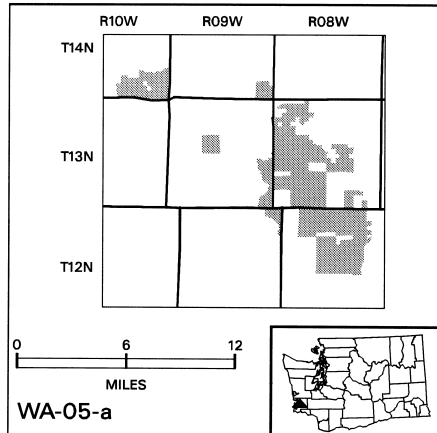 R10W R09W R08W
T14N
T13N
T12N
0 6 12
MILES
WA-05-a